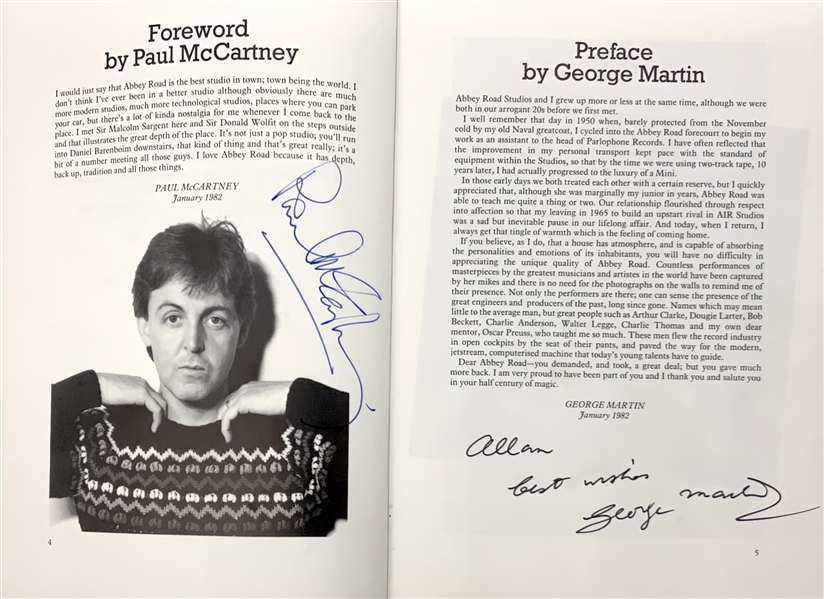 Foreword
by Paul McCartney
I would just say that Abbey Road is the best studio in town; town being the world. I
don't think I've ever been in a better studio although obviously there are much
more modern studios, much more technological studios, places where you can park
your car, but there's a lot of kinda nostalgia for me whenever I come back to the
place. I met Sir Malcolm Sargent here and Sir Donald Wolfit on the steps outside
and that illustrates the great depth of the place. It's not just a pop studio; you'll run
into Daniel Barenboim downstairs, that kind of thing and that's great really; it's a
bit of a number meeting all those guys. I love Abbey Road because it has depth,
back up, tradition and all those things.
PAUL McCARTNEY
January 1982
Paul McCartney
4
Preface
by George Martin
Abbey Road Studios and I grew up more or less at the same time, although we were
both in our arrogant 20s before we first met.
I well remember that day in 1950 when, barely protected from the November
cold by my old Naval greatcoat, I cycled into the Abbey Road forecourt to begin my
work as an assistant to the head of Parlophone Records. I have often reflected that
the improvement in my personal transport kept pace with the standard of
equipment within the Studios, so that by the time we were using two-track tape, 10
years later, I had actually progressed to the luxury of a Mini.
In those early days we both treated each other with a certain reserve, but I quickly
appreciated that, although she was marginally my junior in years, Abbey Road was
able to teach me quite a thing or two. Our relationship flourished through respect
into affection so that my leaving in 1965 to build an upstart rival in AIR Studios
was a sad but inevitable pause in our lifelong affair. And today, when I return, I
always get that tingle of warmth which is the feeling of coming home.
If you believe, as I do, that a house has atmosphere, and is capable of absorbing
the personalities and emotions of its inhabitants, you will have no difficulty in
appreciating the unique quality of Abbey Road. Countless performances of
masterpieces by the greatest musicians and artistes in the world have been captured
by her mikes and there is no need for the photographs on the walls to remind me of
their presence. Not only the performers are there; one can sense the presence of the
great engineers and producers of the past, long since gone. Names which may mean
little to the average man, but great people such as Arthur Clarke, Dougie Larter, Bob
Beckett, Charlie Anderson, Walter Legge, Charlie Thomas and my own dear
mentor, Oscar Preuss, who taught me so much. These men flew the record industry
in open cockpits by the seat of their pants, and paved the way for the modern,
jetstream, computerised machine that today's young talents have to guide.
Dear Abbey Road—you demanded, and took, a great deal; but you gave much
more back. I am very proud to have been part of you and I thank you and salute you
in your half century of magic.
GEORGE MARTIN
January 1982
Allan
best wishes
George Martin
5